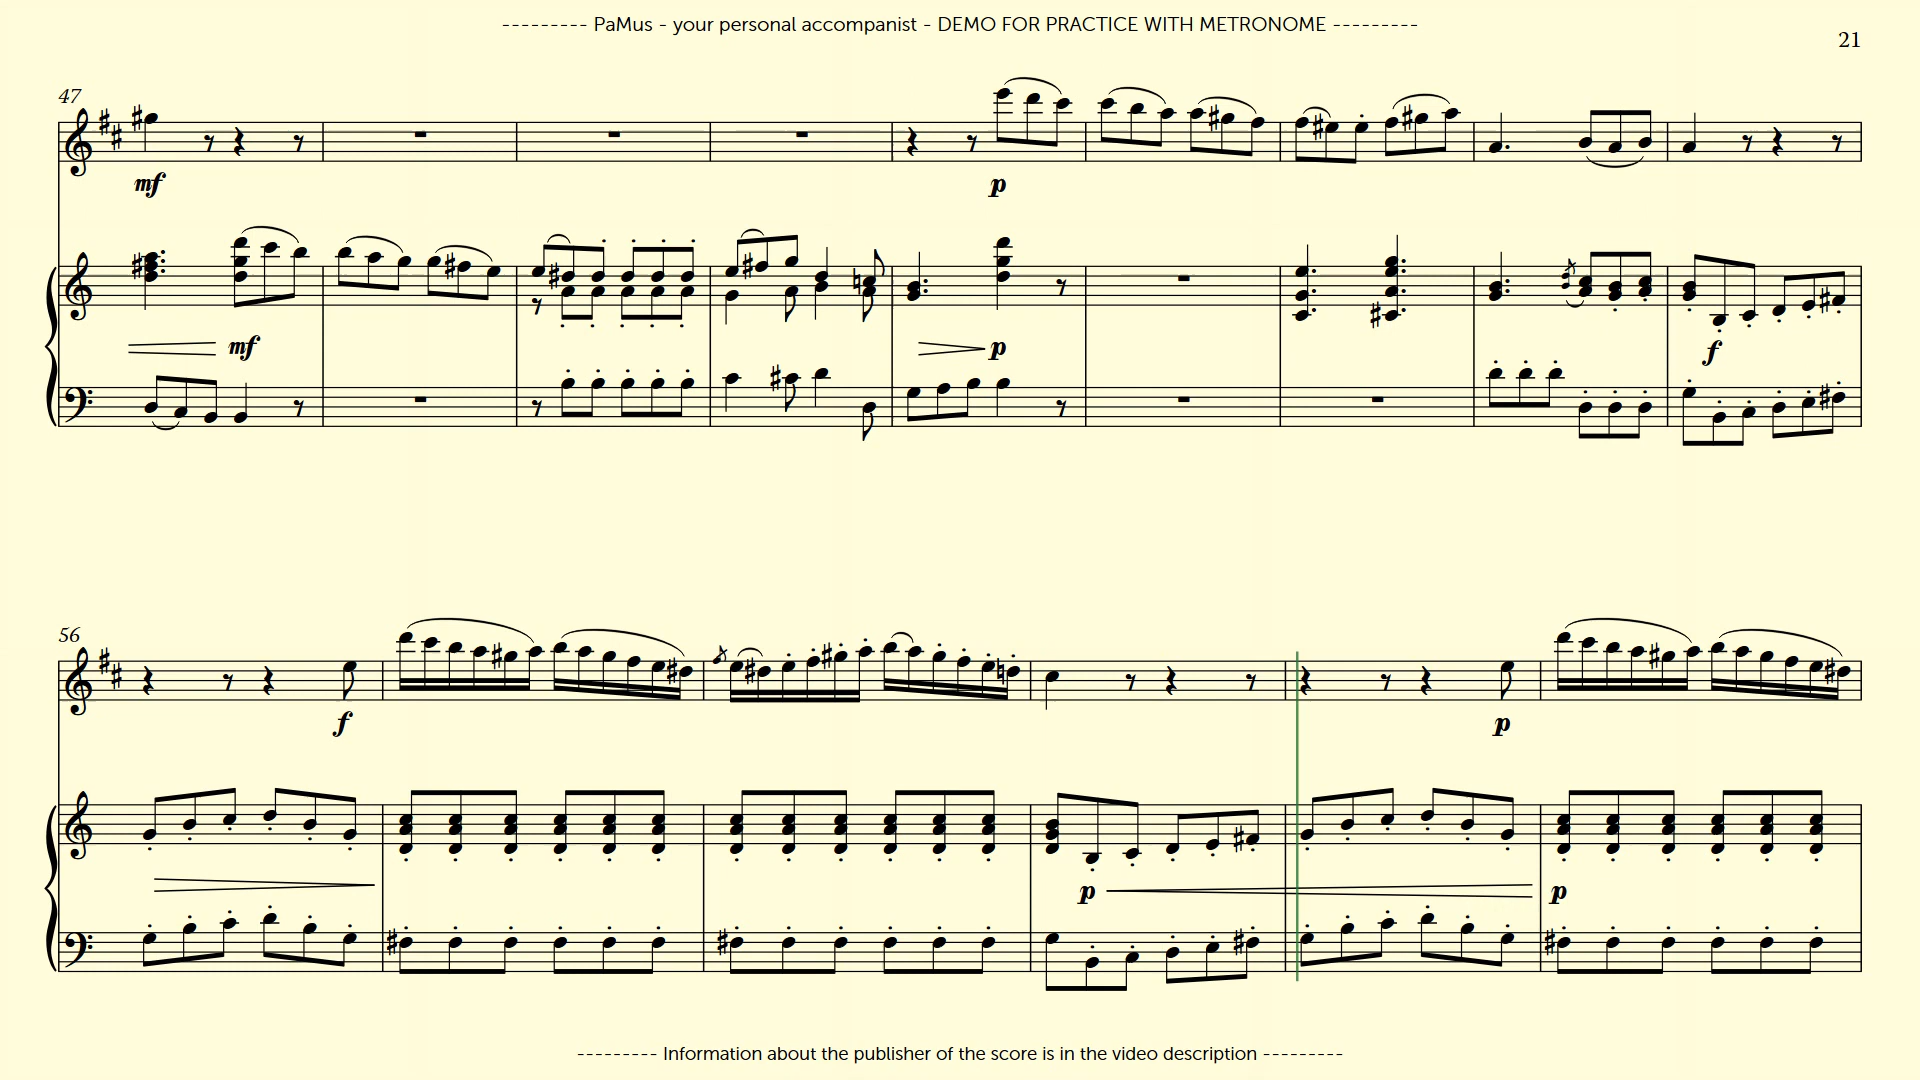 --------- PaMus - your personal accompanist - DEMO FOR PRACTICE WITH METRONOME ---------
21
47
mf
p
mf
p
f
56
f
p
p
p
--------- Information about the publisher of the score is in the video description ---------